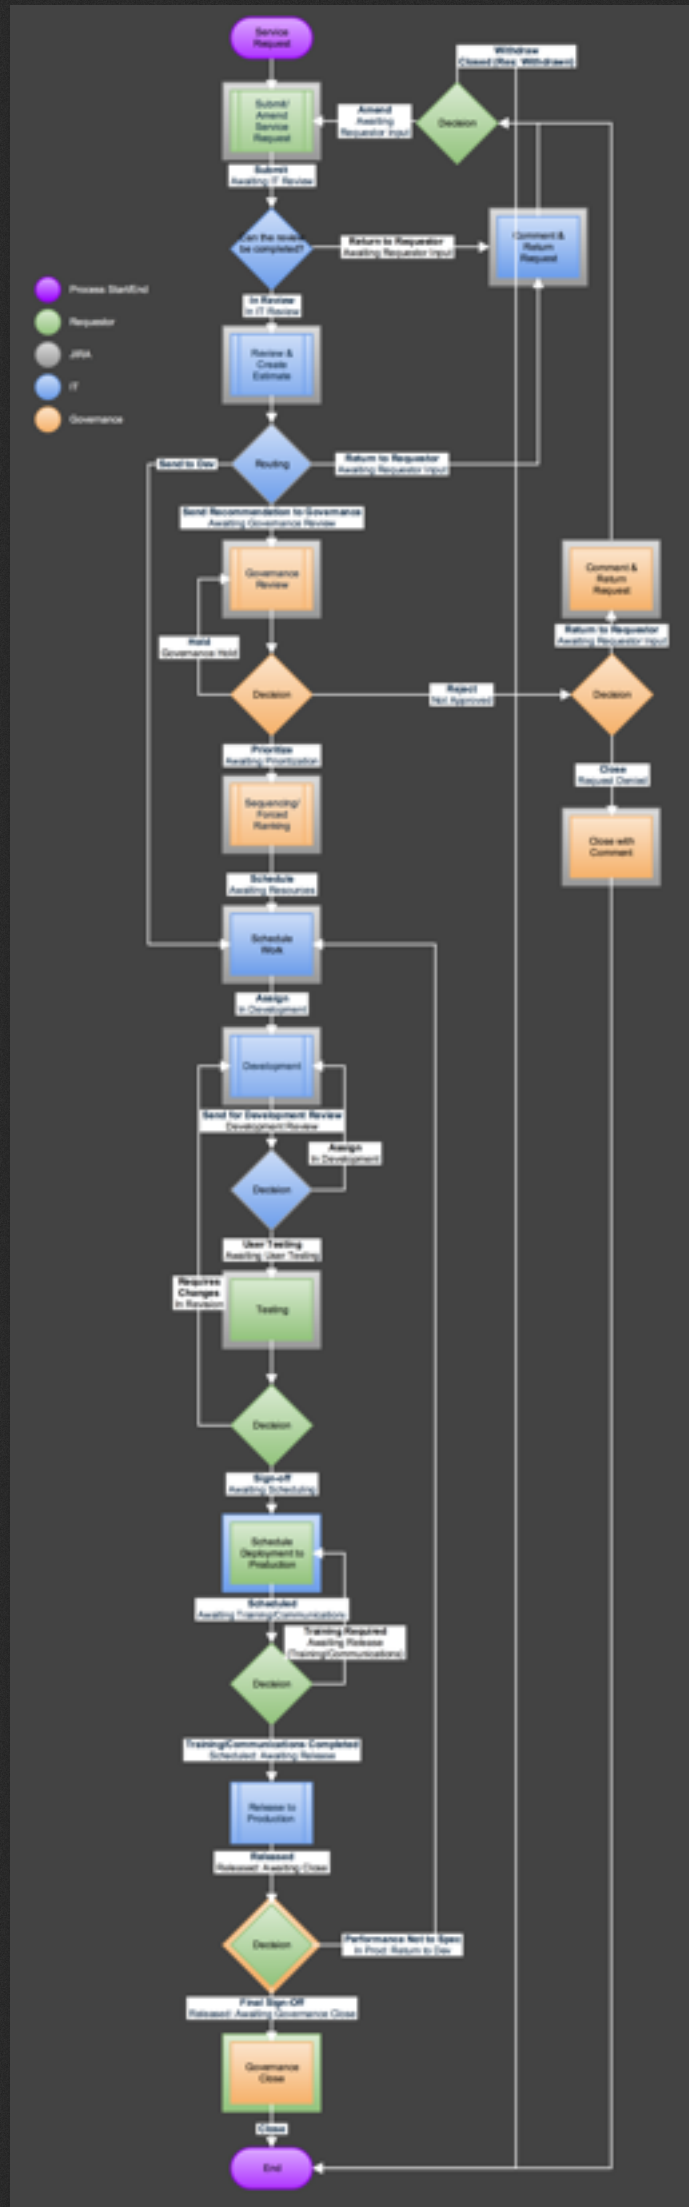 Service
Request
Withdraw
Closed (Req. Withdrawn)
Submit/
Amend
Service
Request
Amend
Awaiting
Requestor Input
Decision
Submit
Awaiting IT Review
Can the review
be completed?
Return to Requestor
Awaiting Requestor Input
Comment &
Return
Request
In Review
In IT Review
Process Start/End
Requestor
JIRA
IT
Governance
Review &
Create
Estimate
Send to Dev
Routing
Return to Requestor
Awaiting Requestor Input
Send Recommendation to Governance
Awaiting Governance Review
Governance
Review
Comment &
Return
Request
Hold
Governance Hold
Return to Requestor
Awaiting Requestor Input
Decision
Reject
Not Approved
Decision
Prioritize
Awaiting Prioritization
Close
Request Denied
Sequencing/
Forced
Ranking
Close with
Comment
Schedule
Awaiting Resources
Schedule
Work
Assign
In Development
Development
Send for Development Review
Development Review
Assign
In Development
Decision
User Testing
Awaiting User Testing
Requires
Changes
In Revision
Testing
Decision
Sign-off
Awaiting Scheduling
Schedule
Deployment to
Production
Scheduled
Awaiting Training/Communications
Training Required
Awaiting Release
(Training/Communications)
Decision
Training/Communications Completed
Scheduled: Awaiting Release
Release to
Production
Released
Released: Awaiting Close
Decision
Performance Not to Spec
In Prod: Return to Dev
Final Sign-Off
Released: Awaiting Governance Close
Governance
Close
Close
End